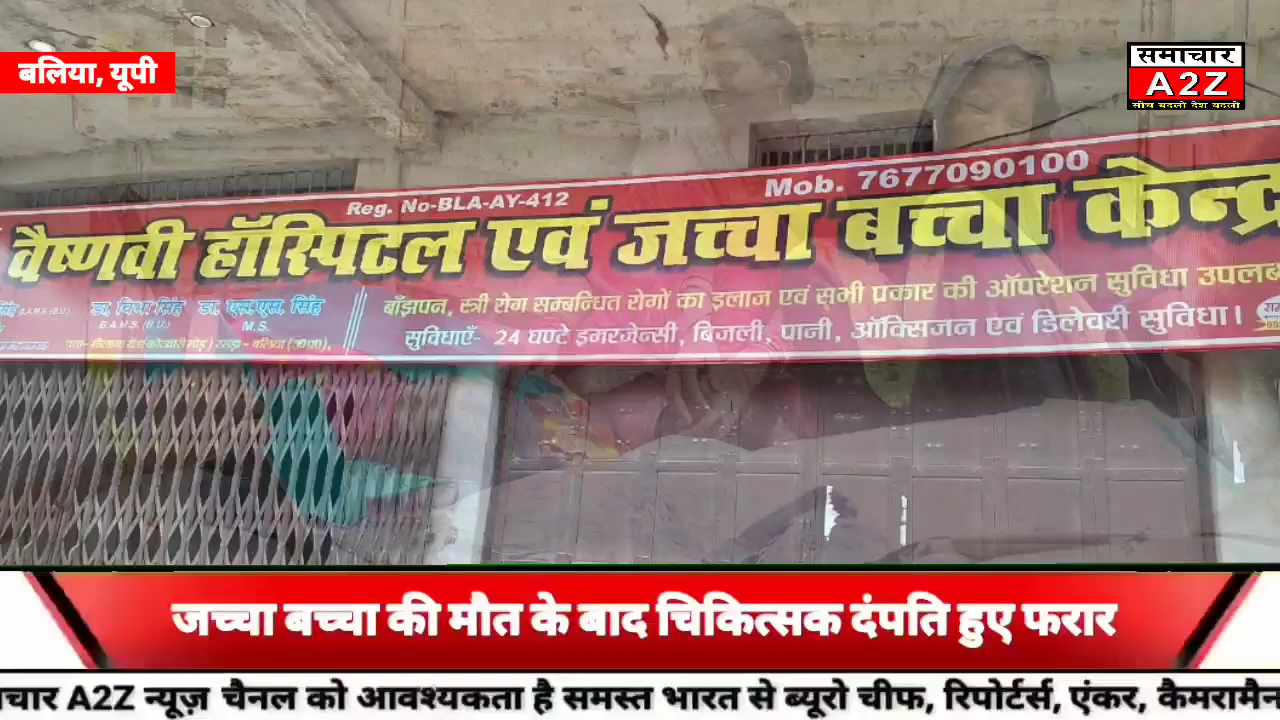 बलिया, यूपी
समाचार
A2Z
सोच बदलो देश बदलो
Mob. 7677090100
Reg. No-BLA-AY-412
वैष्णवी हॉस्पिटल एवं जच्चा बच्चा केन्द्र
डा. विभा सिंह डा. एस.एस. सिंह
B.A.M.S. (B.U.) M.S.
बाँझपन, स्त्री रोग सम्बन्धित रोगों का इलाज एवं सभी प्रकार की ऑपरेशन सुविधा
सुविधाएँ- 24 घण्टे इमरजेन्सी, बिजली, पानी, ऑक्सिजन एवं डिलेवरी सुविधा।
जच्चा बच्चा की मौत के बाद चिकित्सक दंपति हुए फरार
A2Z न्यूज़ चैनल को आवश्यकता है समस्त भारत से ब्यूरो चीफ, रिपोर्टर्स, एंकर, कैमरामैन